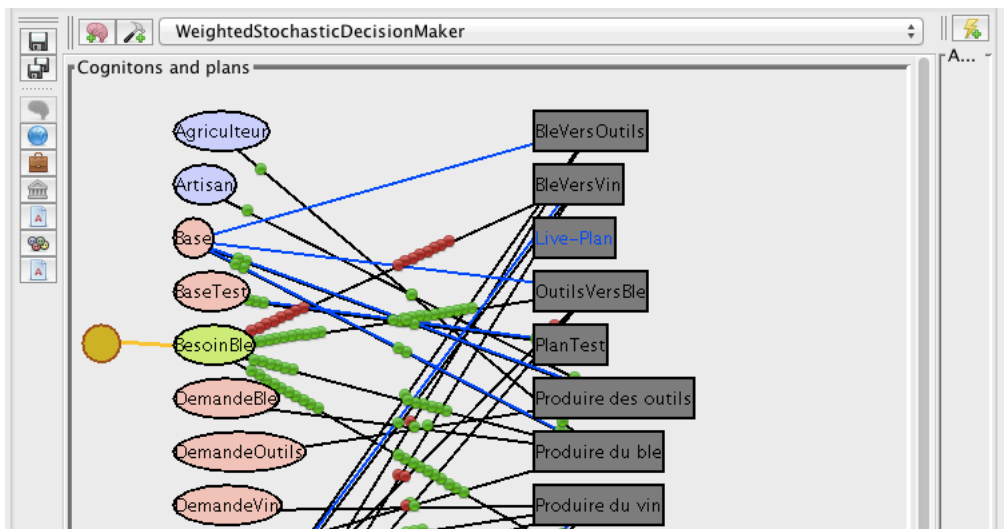 WeightedStochasticDecisionMaker
Cognitons and plans
A...
Agriculteur
BleVersOutils
Artisan
BleVersVin
Base
Live-Plan
BaseTest
OutilsVersBle
BesoinBle
PlanTest
DemandeBle
Produire des outils
DemandeOutils
Produire du ble
DemandeVin
Produire du vin